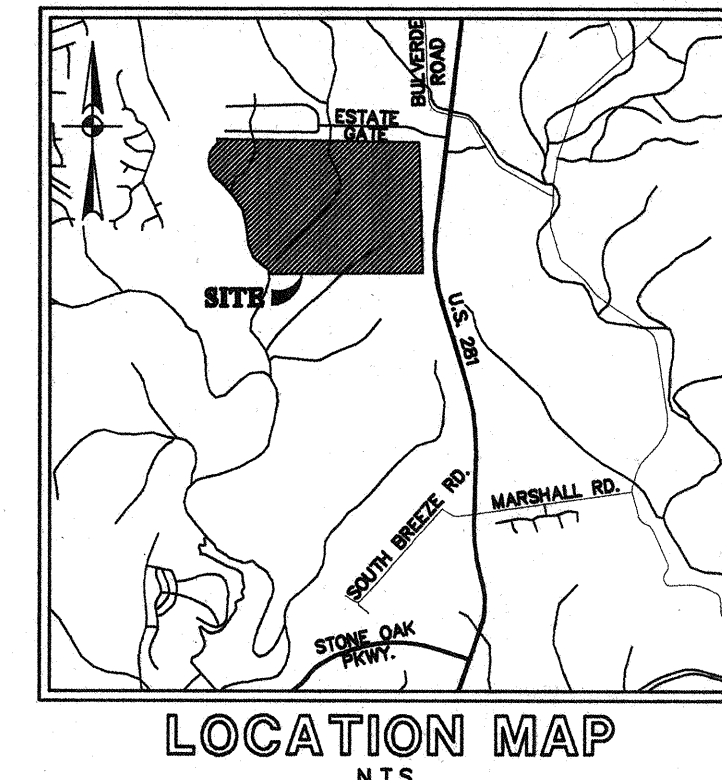 BULVERDE
ROAD
ESTATE
GATE
SITE
U.S. 281
SOUTH BREEZE RD.
MARSHALL RD.
STONE OAK
PKWY.
LOCATION MAP
N.T.S.